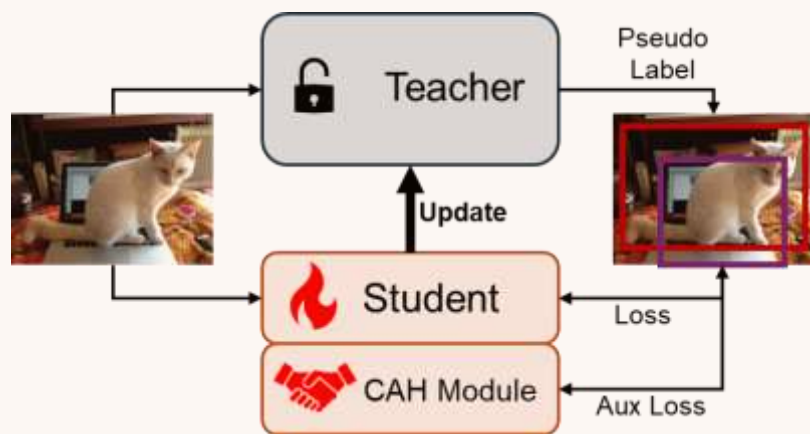 Pseudo
Label
Teacher
Update
Student
Loss
CAH Module
Aux Loss